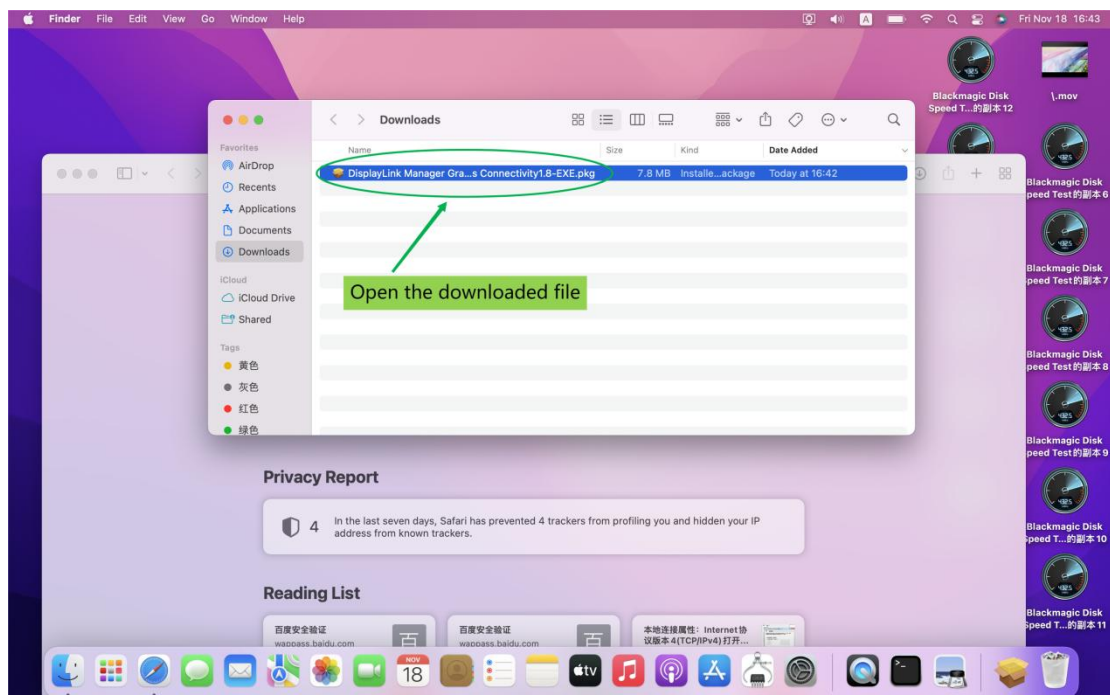 Finder File Edit View Go Window Help
A
Fri Nov 18 16:43
Downloads
Favorites
AirDrop
Recents
Applications
Documents
Downloads
iCloud
iCloud Drive
Shared
Tags
黄色
灰色
红色
绿色
Name Size Kind Date Added
DisplayLink Manager Gra...s Connectivity1.8-EXE.pkg 7.8 MB Installe...ackage Today at 16:42
Open the downloaded file
Privacy Report
4
In the last seven days, Safari has prevented 4 trackers from profiling you and hidden your IP
address from known trackers.
Reading List
百度安全验证
wappass.baidu.com
百
百度安全验证
wappass.baidu.com
百
本地连接属性：Internet协
议版本 4(TCP/IPv4) 打开...
Blackmagic Disk
Speed T...的副本 12
\.mov
Blackmagic Disk
peed Test的副本 6
Blackmagic Disk
peed Test的副本 7
Blackmagic Disk
peed Test的副本 8
Blackmagic Disk
peed Test的副本 9
Blackmagic Disk
Speed T...的副本 10
Blackmagic Disk
Speed T...的副本 11
NOV
18
tv